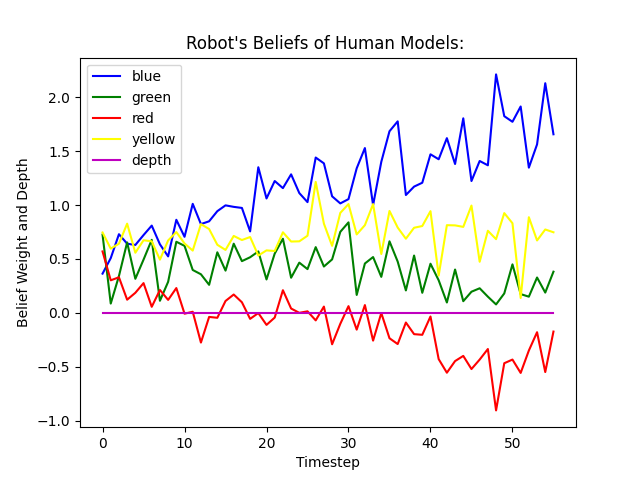 Robot's Beliefs of Human Models:
blue
green
red
yellow
depth
Belief Weight and Depth
2.0
1.5
1.0
0.5
0.0
−0.5
−1.0
0 10 20 30 40 50
Timestep